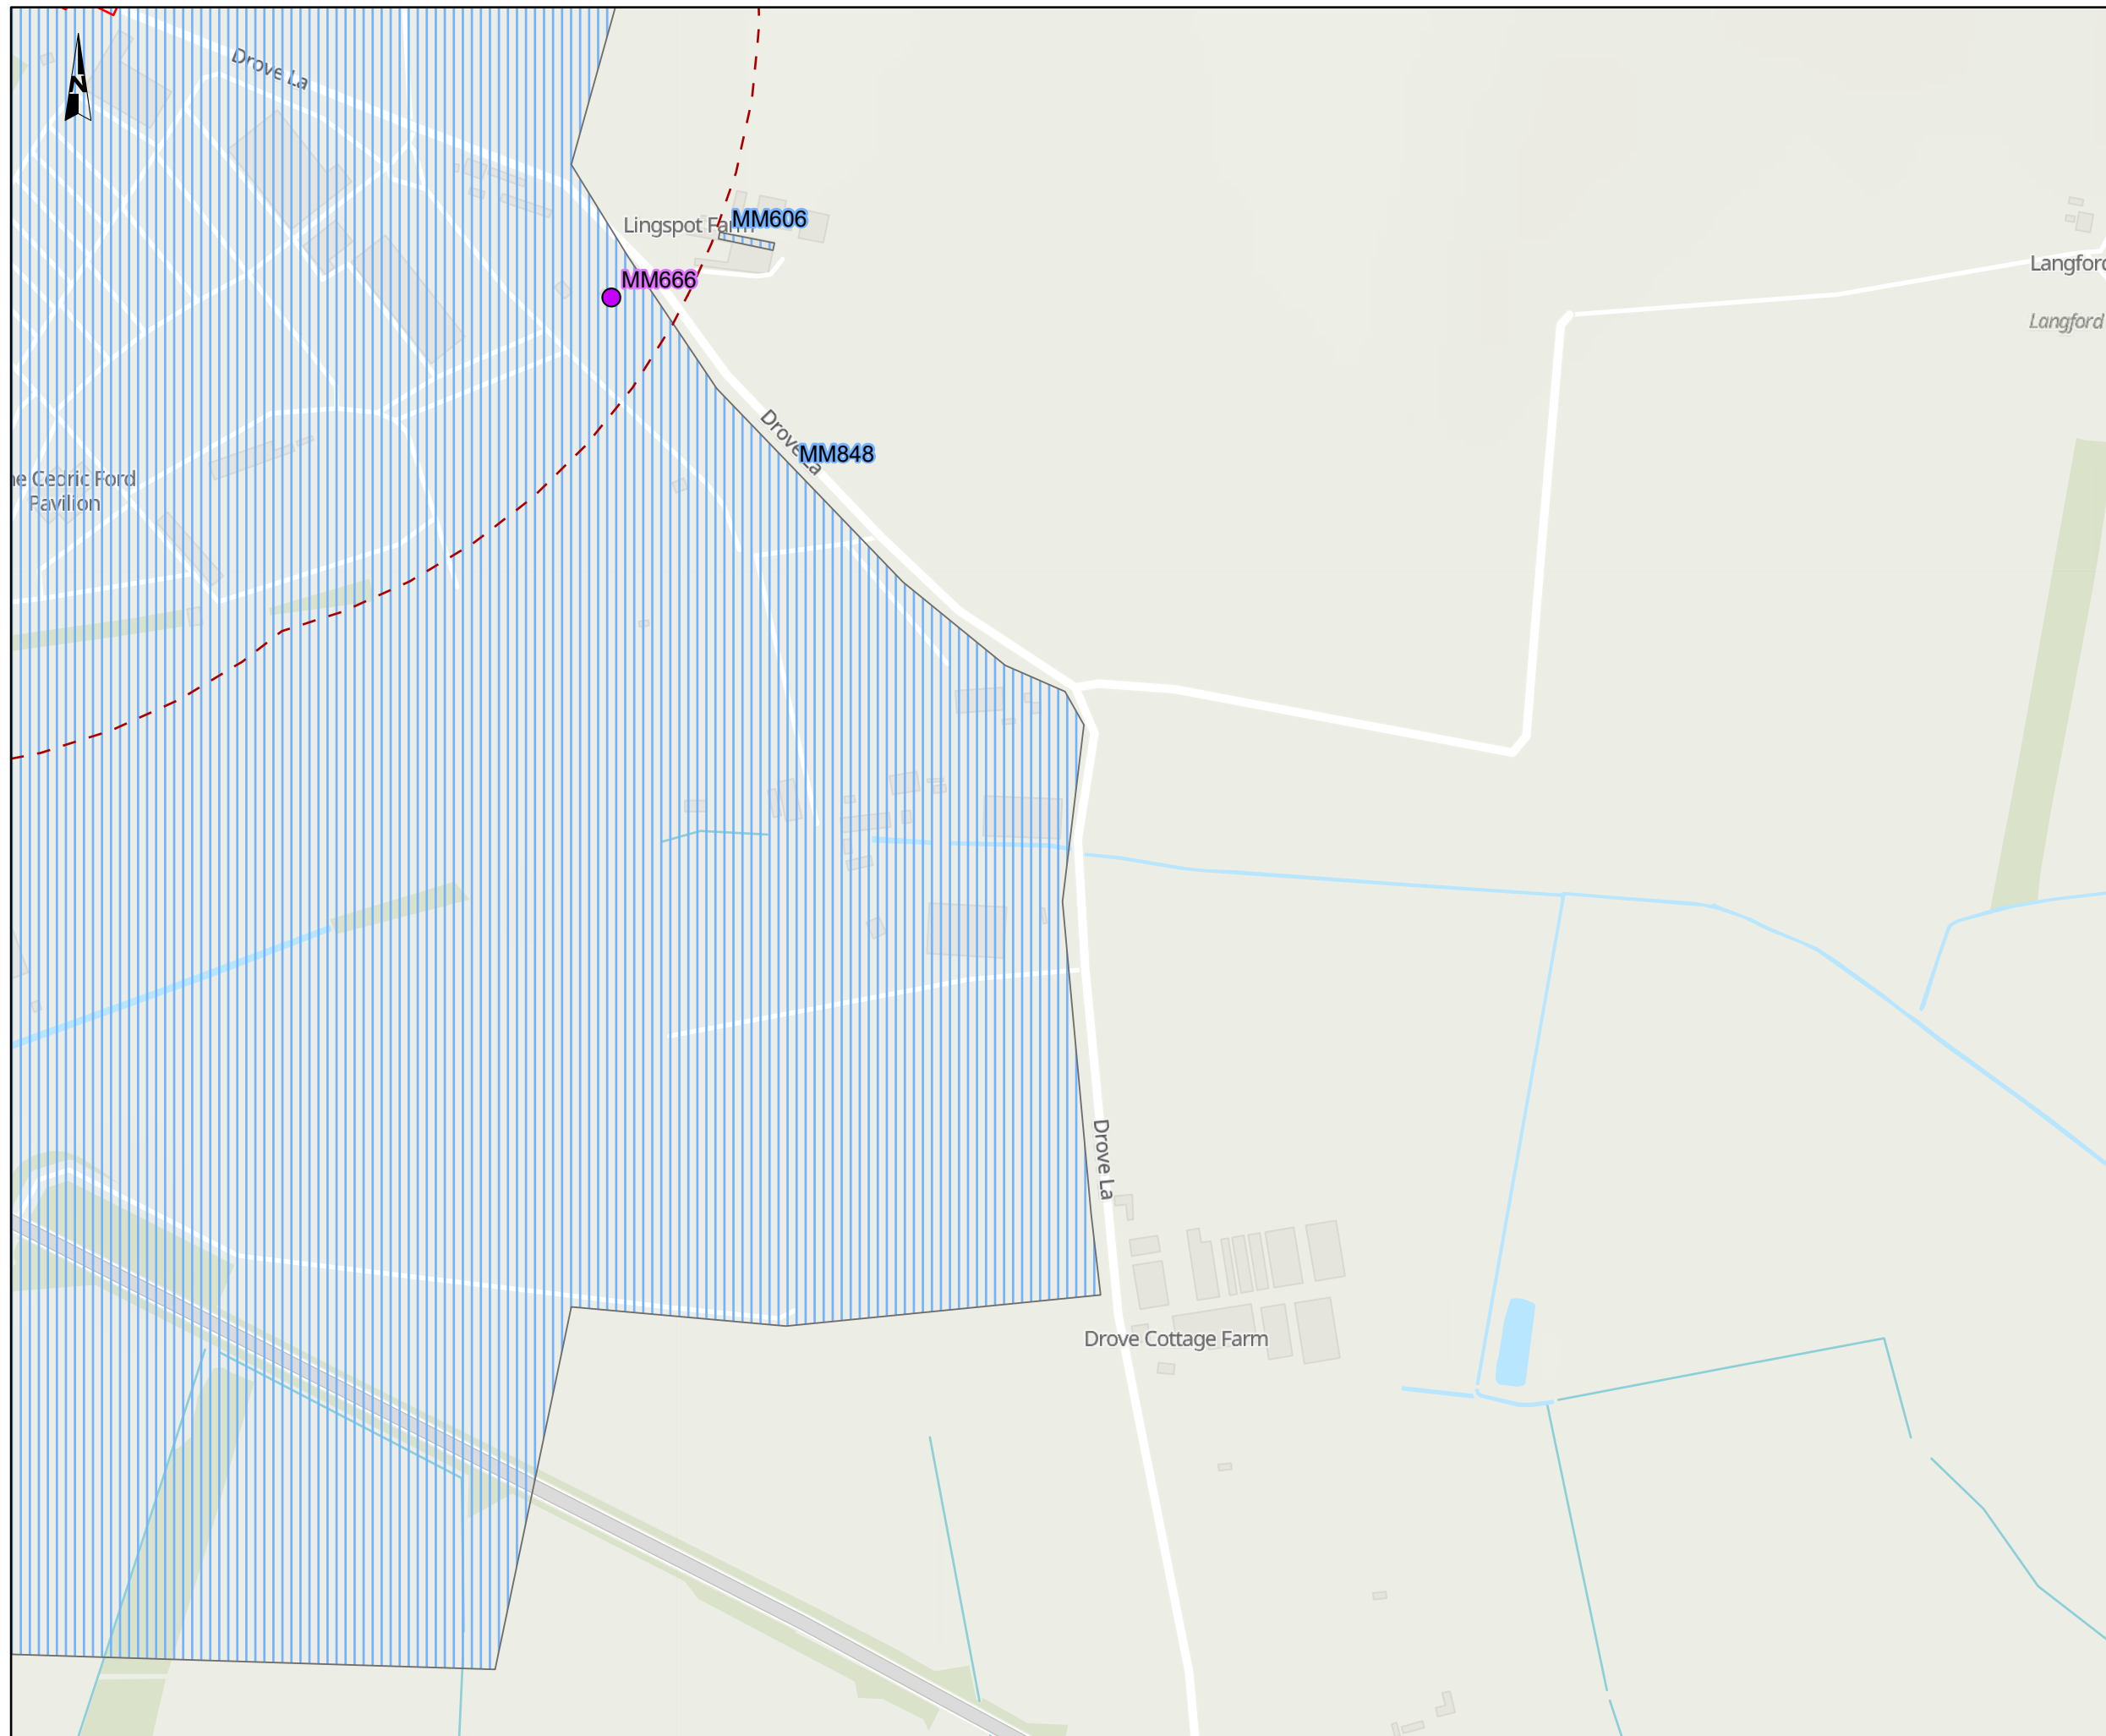 N
Drove La
Lingspot Farm
MM606
MM666
Langford
Langford
Drove La
MM848
he Cedric Ford
Pavilion
Drove La
Drove Cottage Farm